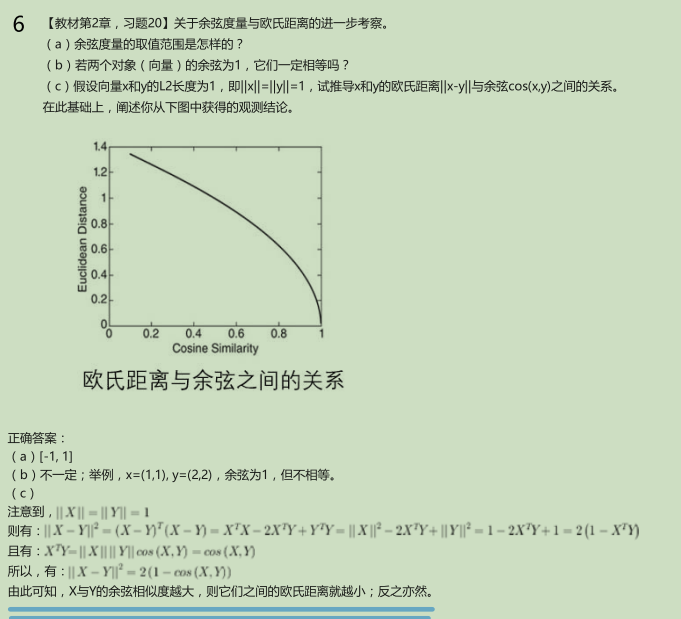 6 【教材第2章，习题20】关于余弦度量与欧氏距离的进一步考察。
（a）余弦度量的取值范围是怎样的？
（b）若两个对象（向量）的余弦为1，它们一定相等吗？
（c）假设向量x和y的L2长度为1，即||x||=||y||=1，试推导x和y的欧氏距离||x-y||与余弦cos(x,y)之间的关系。
在此基础上，阐述你从下图中获得的观测结论。
1.4
1.2
1
0.8
0.6
0.4
0.2
0
Euclidean Distance
0 0.2 0.4 0.6 0.8 1
Cosine Similarity
欧氏距离与余弦之间的关系
正确答案：
（a）[-1, 1]
（b）不一定；举例，x=(1,1), y=(2,2)，余弦为1，但不相等。
（c）
注意到，||X|| = ||Y|| = 1
则有：||X − Y||² = (X − Y)ᵀ(X − Y) = XᵀX − 2XᵀY + YᵀY = ||X||² − 2XᵀY + ||Y||² = 1 − 2XᵀY + 1 = 2(1 − XᵀY)
且有：XᵀY= ||X||||Y||cos(X,Y) = cos(X,Y)
所以，有：||X − Y||² = 2(1 − cos(X,Y))
由此可知，X与Y的余弦相似度越大，则它们之间的欧氏距离就越小；反之亦然。